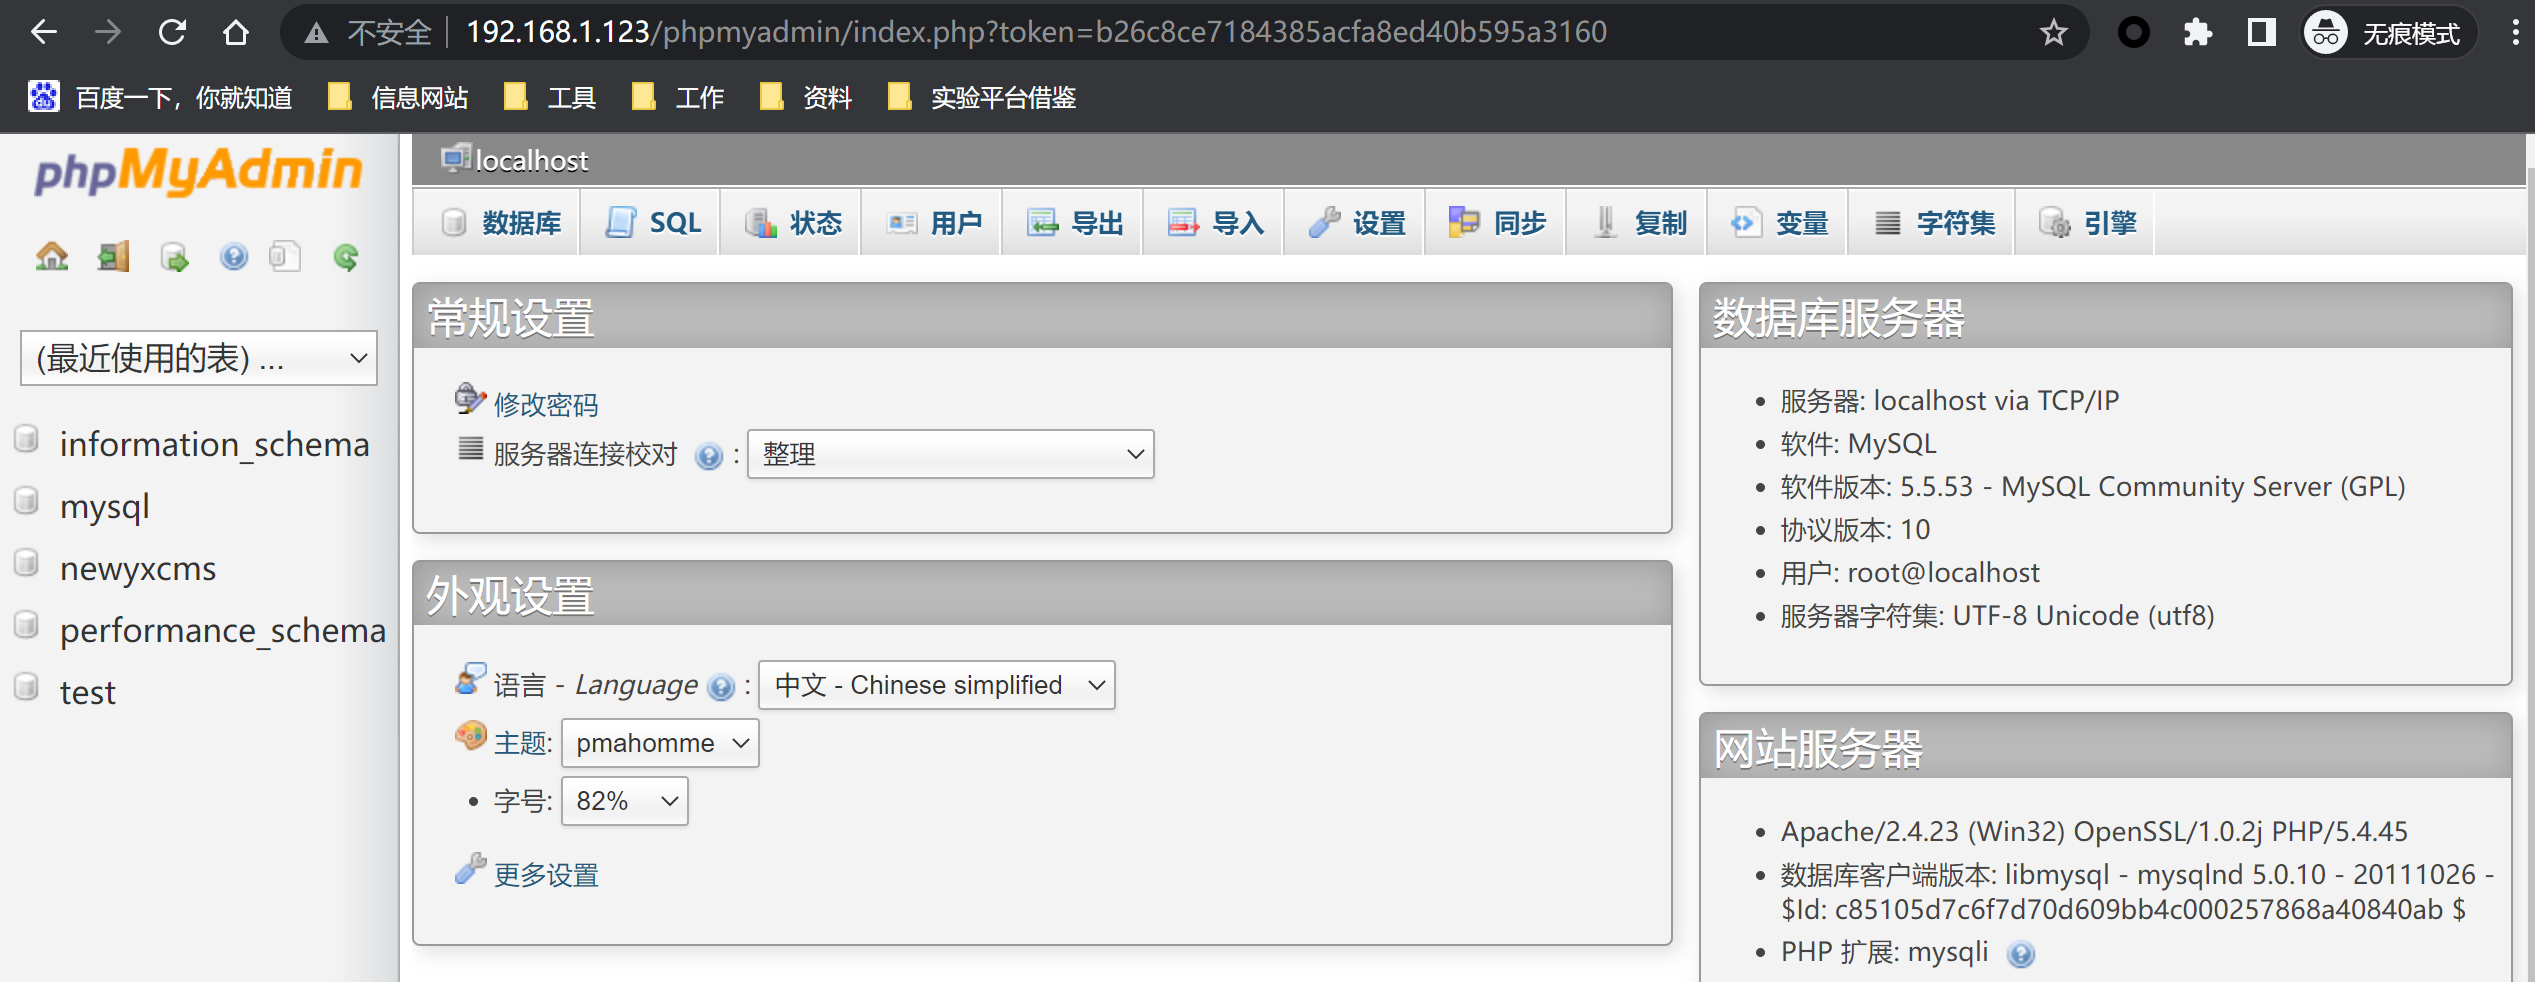 不安全 192.168.1.123/phpmyadmin/index.php?token=b26c8ce7184385acfa8ed40b595a3160 无痕模式
百度一下，你就知道 信息网站 工具 工作 资料 实验平台借鉴
phpMyAdmin
(最近使用的表) ...
information_schema
mysql
newyxcms
performance_schema
test
localhost
数据库 SQL 状态 用户 导出 导入 设置 同步 复制 变量 字符集 引擎
常规设置
修改密码
服务器连接校对 : 整理
外观设置
语言 - Language : 中文 - Chinese simplified
主题: pmahomme
字号: 82%
更多设置
数据库服务器
服务器: localhost via TCP/IP
软件: MySQL
软件版本: 5.5.53 - MySQL Community Server (GPL)
协议版本: 10
用户: root@localhost
服务器字符集: UTF-8 Unicode (utf8)
网站服务器
Apache/2.4.23 (Win32) OpenSSL/1.0.2j PHP/5.4.45
数据库客户端版本: libmysql - mysqlnd 5.0.10 - 20111026 -
$Id: c85105d7c6f7d70d609bb4c000257868a40840ab $
PHP 扩展: mysqli